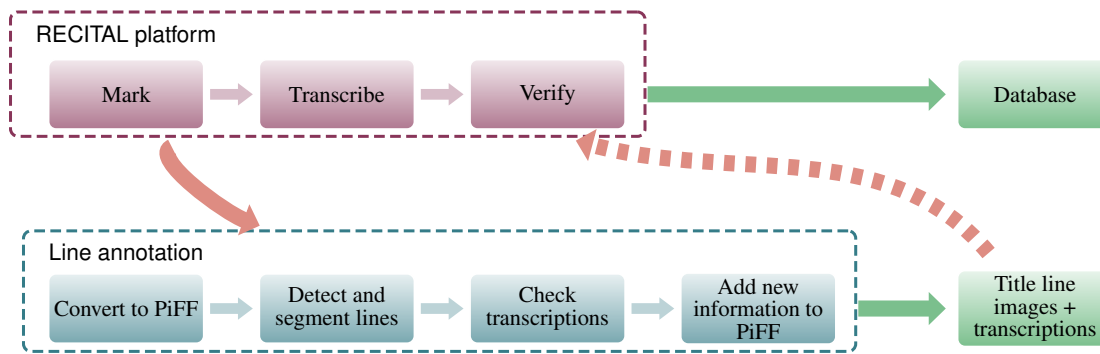 RECITAL platform
Mark
Transcribe
Verify
Database
Line annotation
Convert to PiFF
Detect and
segment lines
Check
transcriptions
Add new
information to
PiFF
Title line
images +
transcriptions